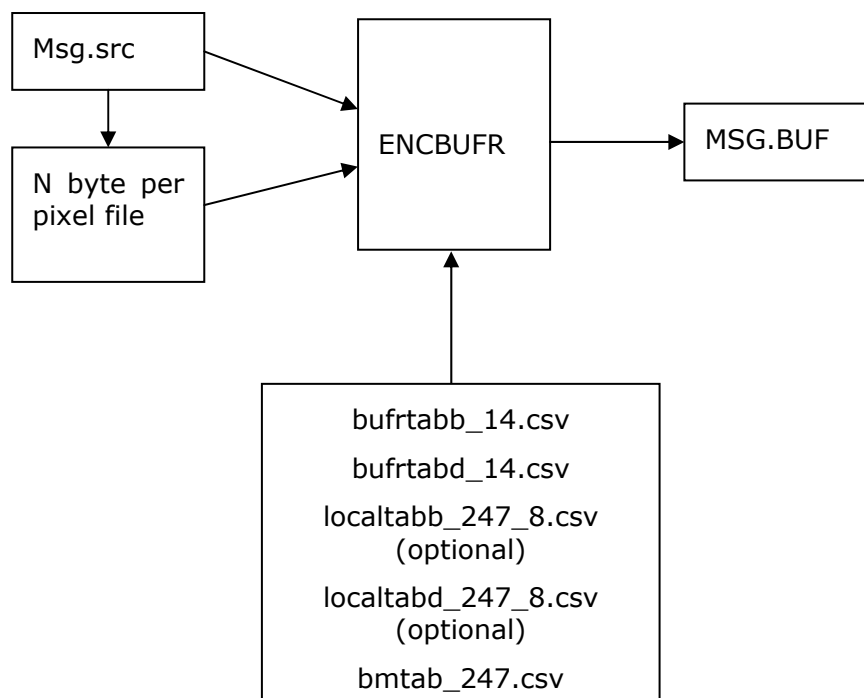 Msg.src
N byte per
pixel file
ENCBUFR
MSG.BUF
bufrtabb_14.csv
bufrtabd_14.csv
localtabb_247_8.csv
(optional)
localtabd_247_8.csv
(optional)
bmtab_247.csv